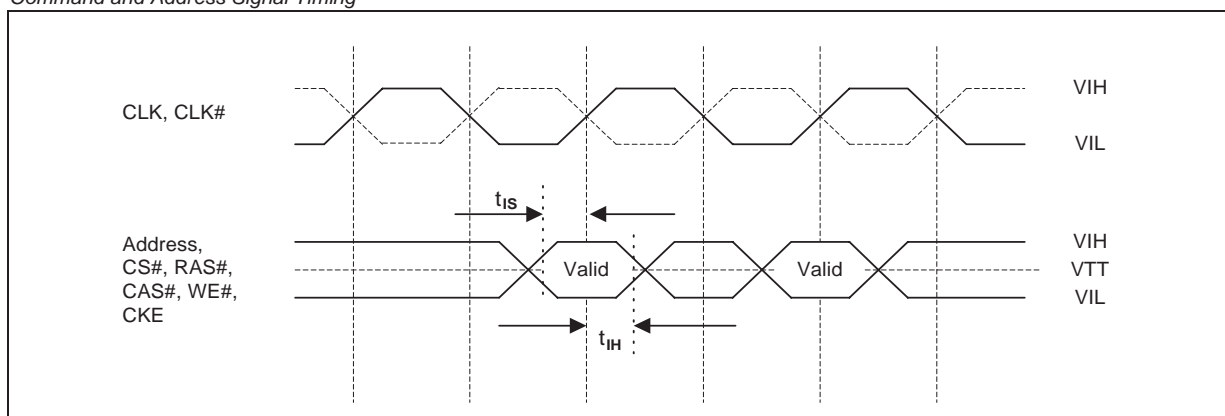 Command and Address Signal Timing
CLK, CLK#
VIH
VIL
tIS
Address,
CS#, RAS#,
CAS#, WE#,
CKE
Valid
Valid
VIH
VTT
VIL
tIH